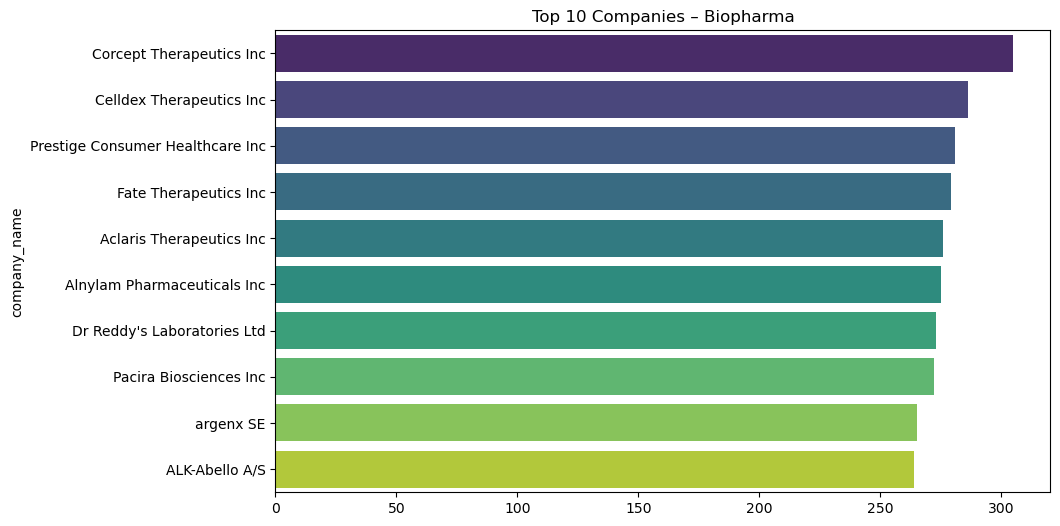 Top 10 Companies – Biopharma
company_name
Corcept Therapeutics Inc
Celldex Therapeutics Inc
Prestige Consumer Healthcare Inc
Fate Therapeutics Inc
Aclaris Therapeutics Inc
Alnylam Pharmaceuticals Inc
Dr Reddy's Laboratories Ltd
Pacira Biosciences Inc
argenx SE
ALK-Abello A/S
0 50 100 150 200 250 300